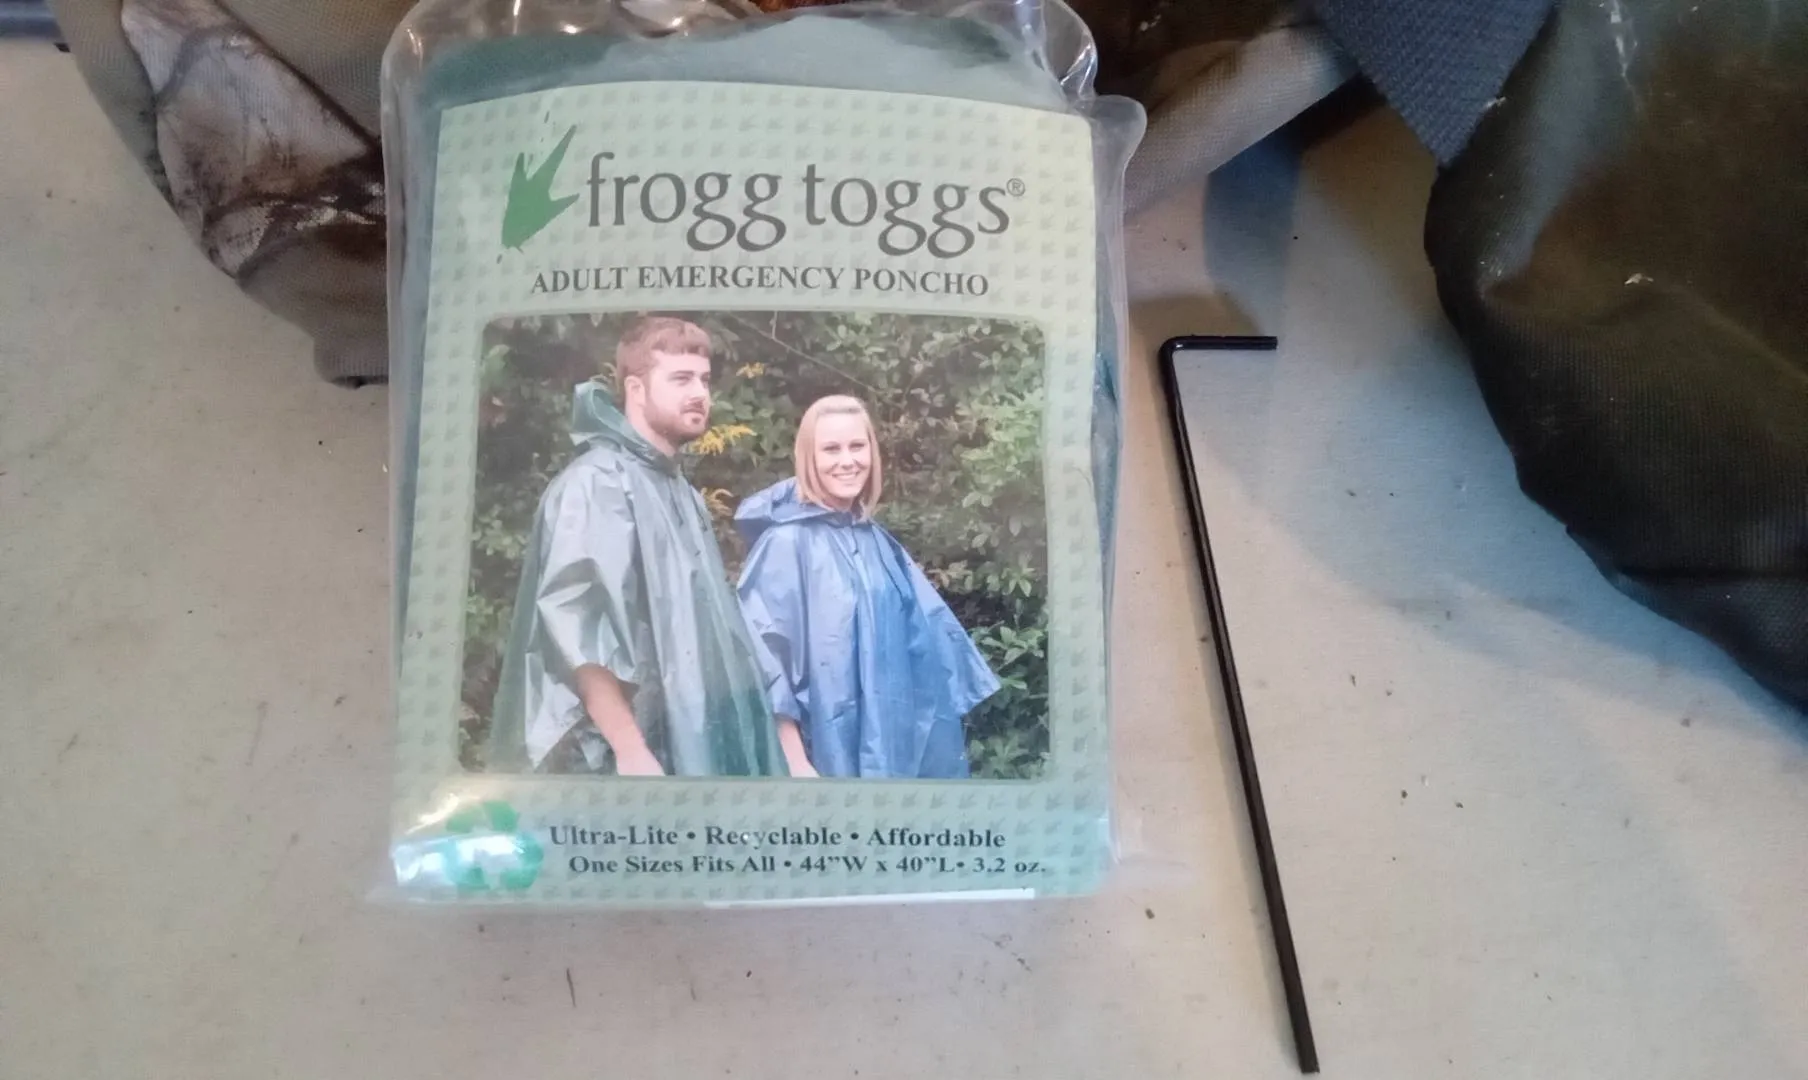 frogg toggs®
ADULT EMERGENCY PONCHO
Ultra-Lite • Recyclable • Affordable
One Sizes Fits All • 44”W x 40”L• 3.2 oz.